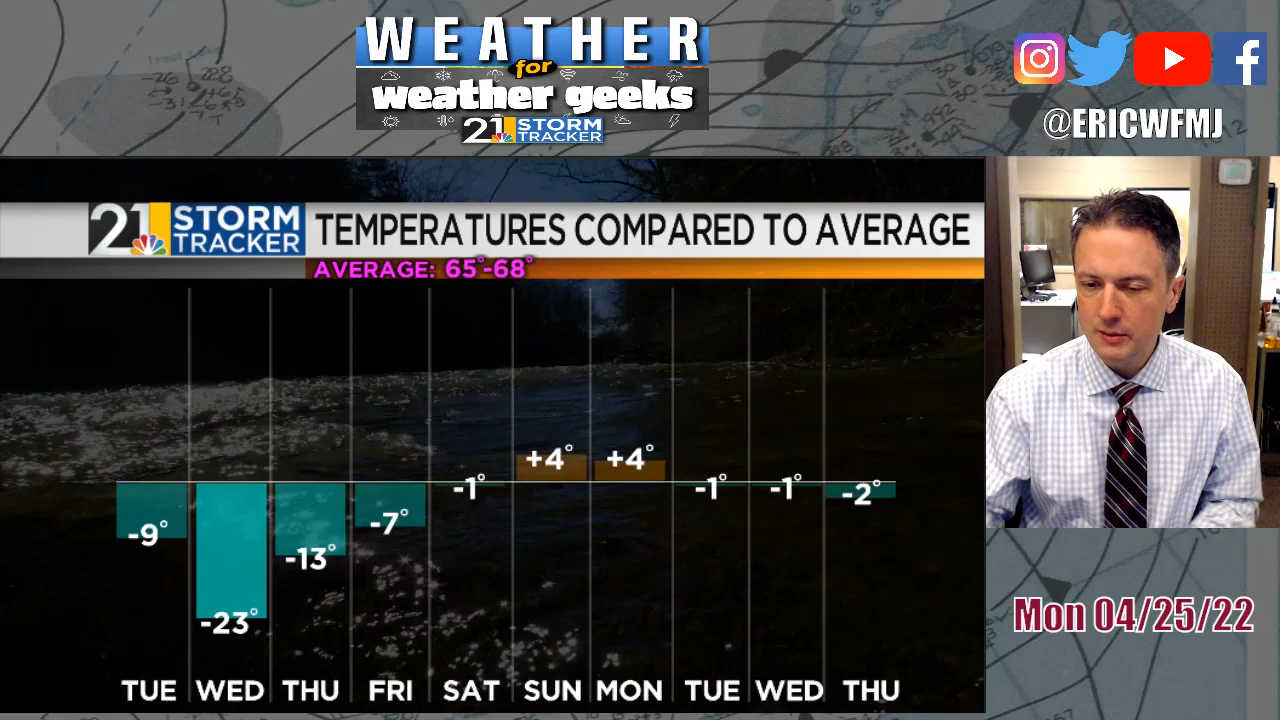 WEATHER
for
weather geeks
21 STORM
TRACKER
@ERICWFMJ
21 STORM
TRACKER
TEMPERATURES COMPARED TO AVERAGE
AVERAGE: 65°-68°
-9° -23° -13° -7° -1° +4° +4° -1° -1° -2°
TUE WED THU FRI SAT SUN MON TUE WED THU
Mon 04/25/22